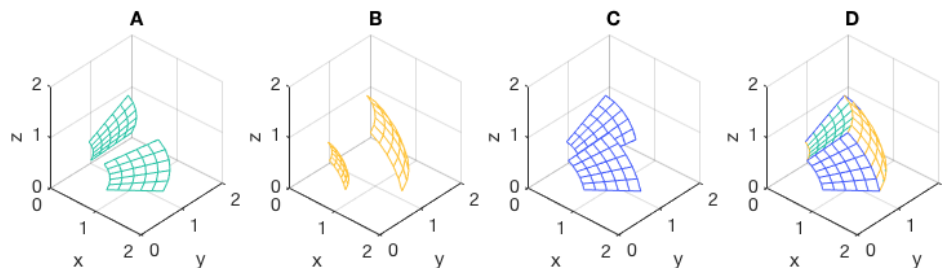 A B C D
2 2 2 2
z 1 z 1 z 1 z 1
0 2 0 2 0 2 0 2
0 1 0 1 0 1 0 1
1 1 1 1
2 0 2 0 2 0 2 0
x y x y x y x y